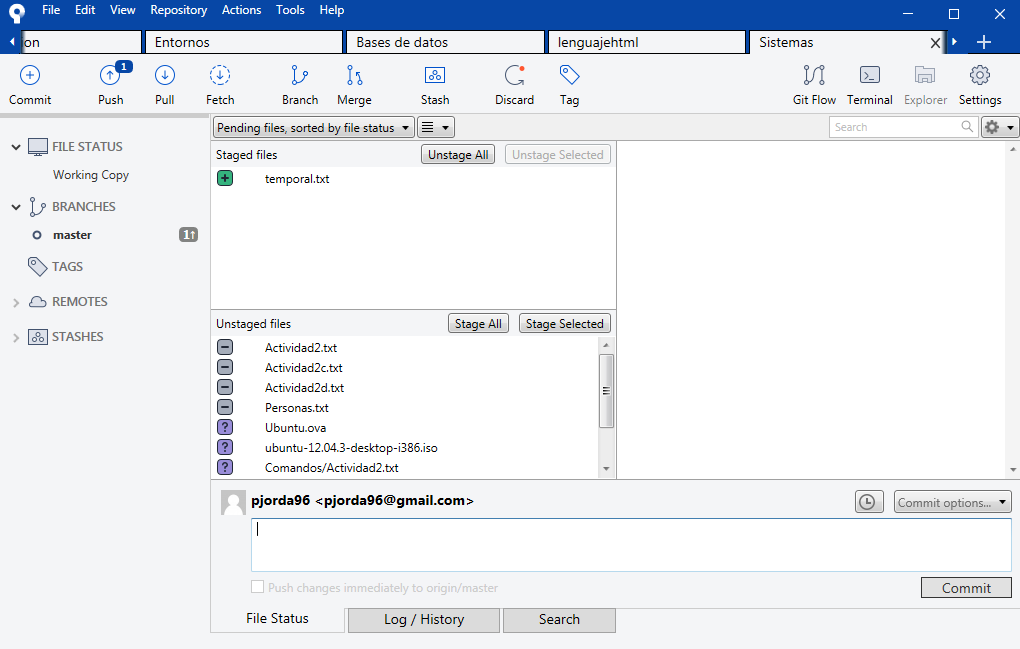 File Edit View Repository Actions Tools Help
on Entornos Bases de datos lenguajehtml Sistemas
1
Commit Push Pull Fetch Branch Merge Stash Discard Tag Git Flow Terminal Explorer Settings
Pending files, sorted by file status Search
FILE STATUS
Working Copy
BRANCHES
master 1↑
TAGS
REMOTES
STASHES
Staged files Unstage All Unstage Selected
temporal.txt
Unstaged files Stage All Stage Selected
Actividad2.txt
Actividad2c.txt
Actividad2d.txt
Personas.txt
? Ubuntu.ova
? ubuntu-12.04.3-desktop-i386.iso
? Comandos/Actividad2.txt
pjorda96 <pjorda96@gmail.com> Commit options...
Push changes immediately to origin/master
Commit
File Status Log / History Search